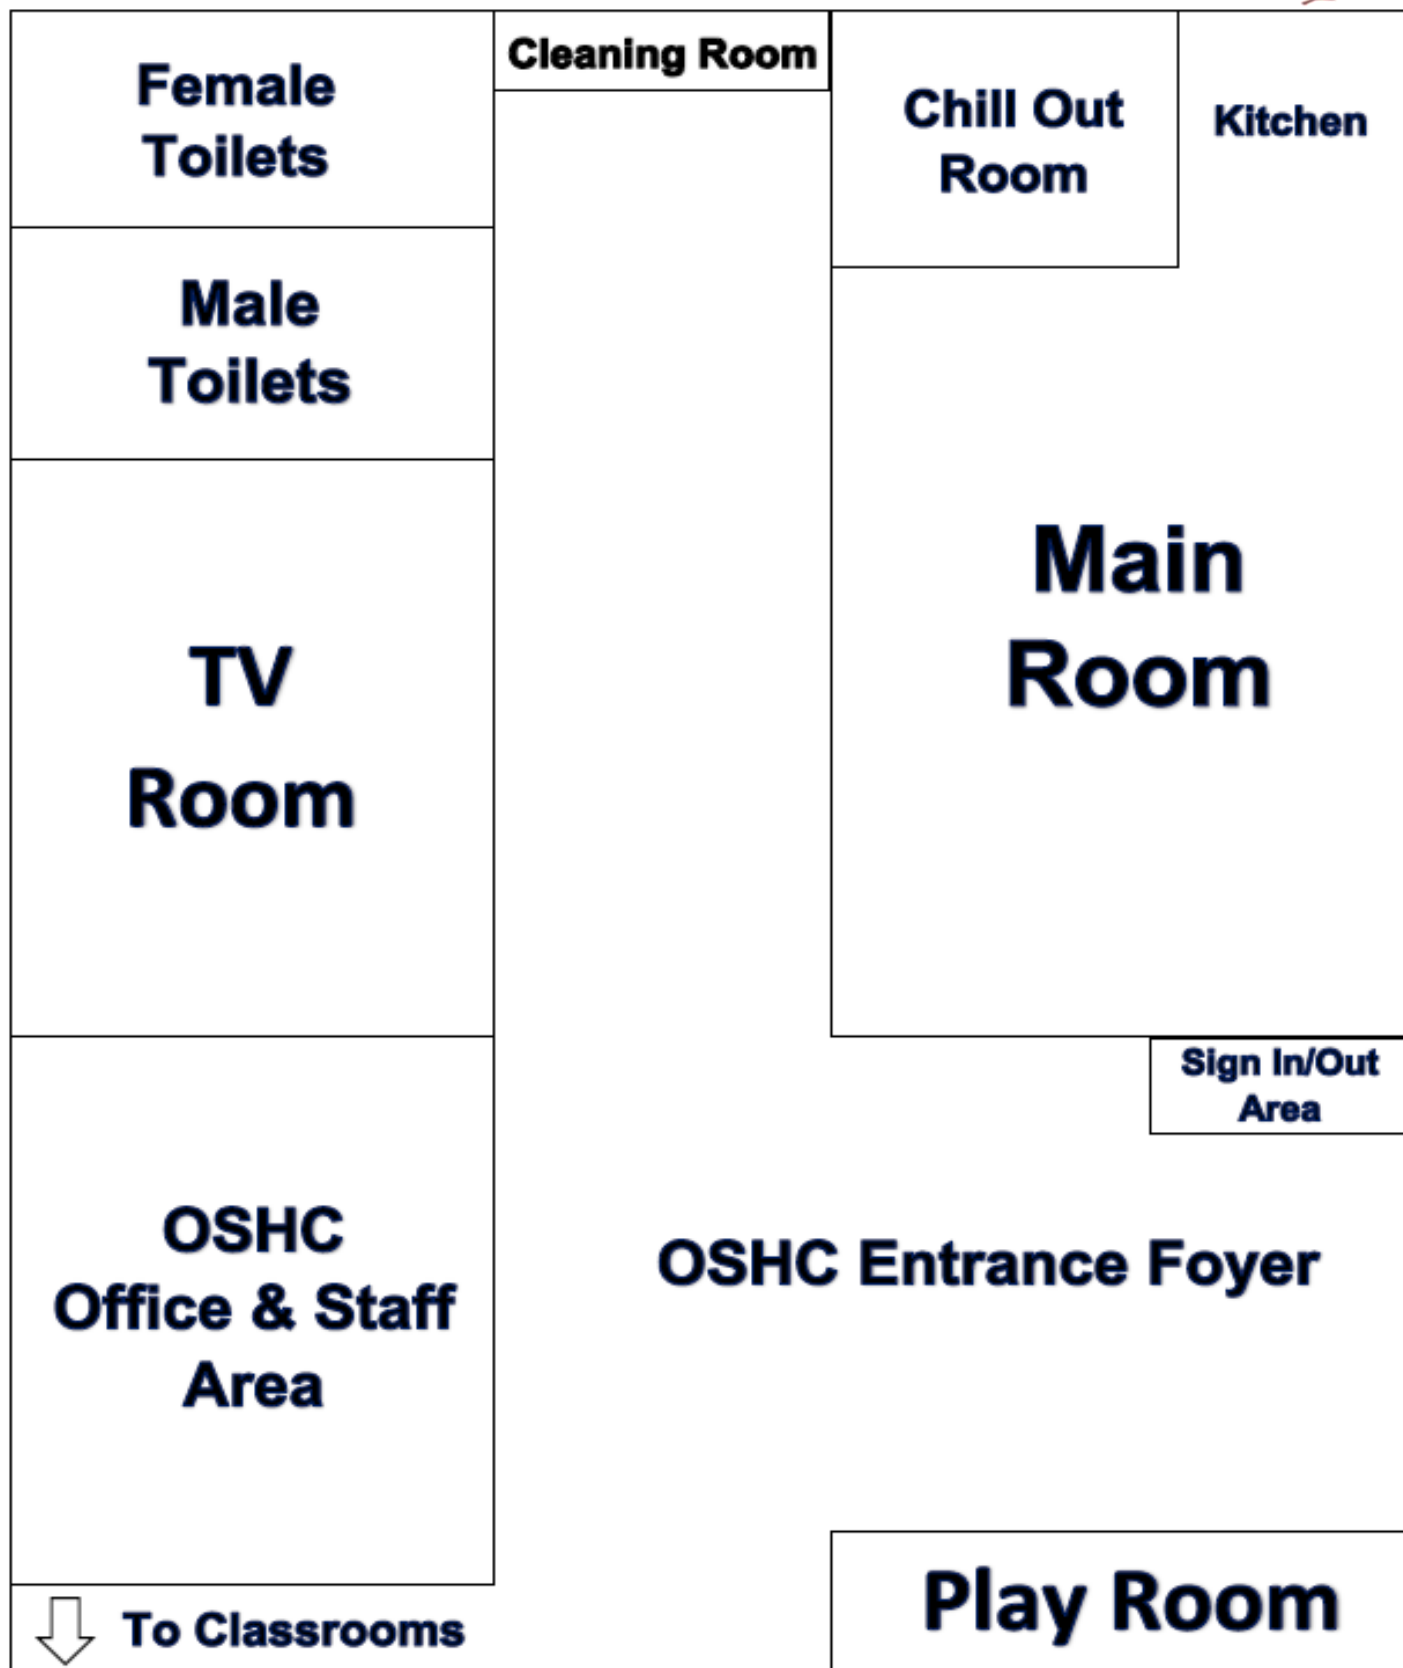 Cleaning Room
Female
Toilets
Chill Out
Room
Kitchen
Male
Toilets
Main
Room
TV
Room
Sign In/Out
Area
OSHC
Office & Staff
Area
OSHC Entrance Foyer
Play Room
To Classrooms